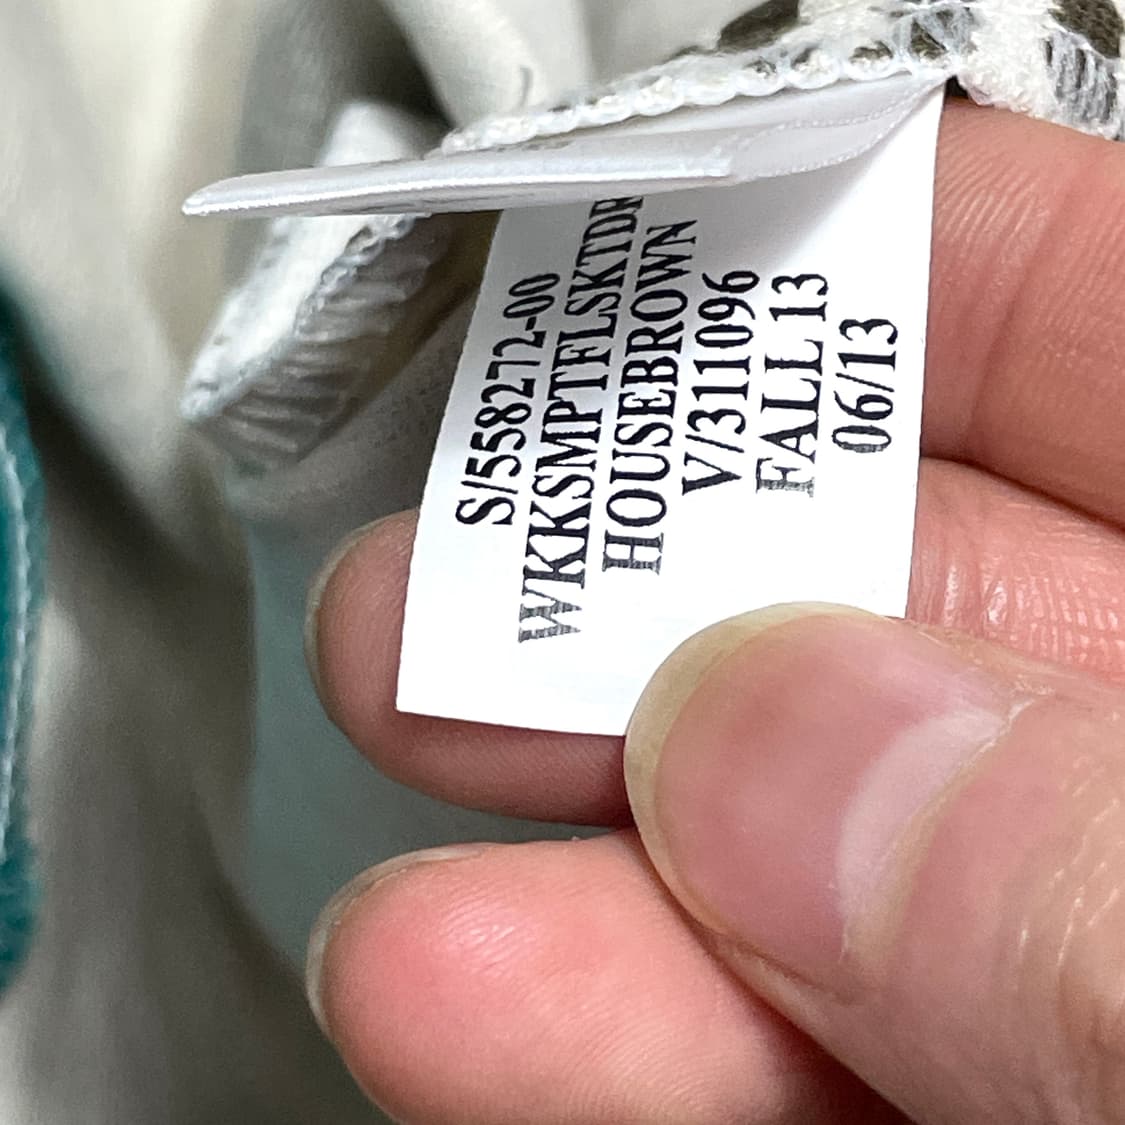 S/558272-00
WKKSMPTFLSKTDR
HOUSEBROWN
V/311096
FALL 13
06/13